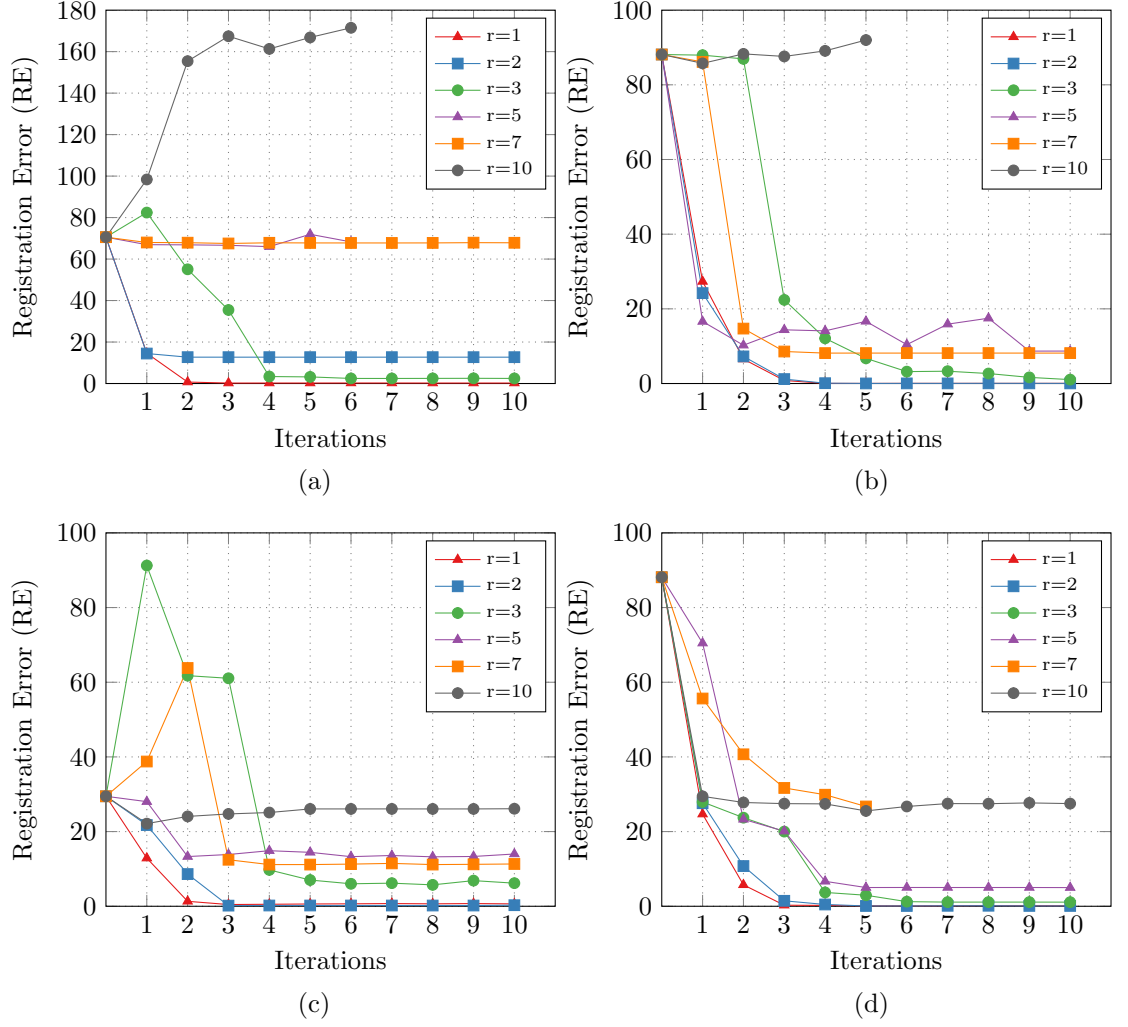 Registration Error (RE)
180
160
140
120
100
80
60
40
20
0
1 2 3 4 5 6 7 8 9 10
Iterations
r=1
r=2
r=3
r=5
r=7
r=10
(a)
Registration Error (RE)
100
80
60
40
20
0
1 2 3 4 5 6 7 8 9 10
Iterations
r=1
r=2
r=3
r=5
r=7
r=10
(b)
Registration Error (RE)
100
80
60
40
20
0
1 2 3 4 5 6 7 8 9 10
Iterations
r=1
r=2
r=3
r=5
r=7
r=10
(c)
Registration Error (RE)
100
80
60
40
20
0
1 2 3 4 5 6 7 8 9 10
Iterations
r=1
r=2
r=3
r=5
r=7
r=10
(d)